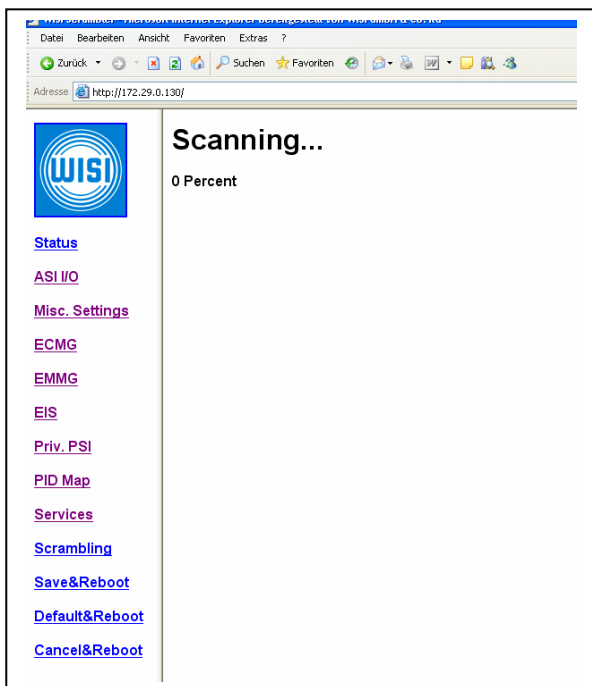 Datei Bearbeiten Ansicht Favoriten Extras ?
Zurück Suchen Favoriten
Adresse http://172.29.0.130/
WISI
Scanning...
0 Percent
Status
ASI I/O
Misc. Settings
ECMG
EMMG
EIS
Priv. PSI
PID Map
Services
Scrambling
Save&Reboot
Default&Reboot
Cancel&Reboot